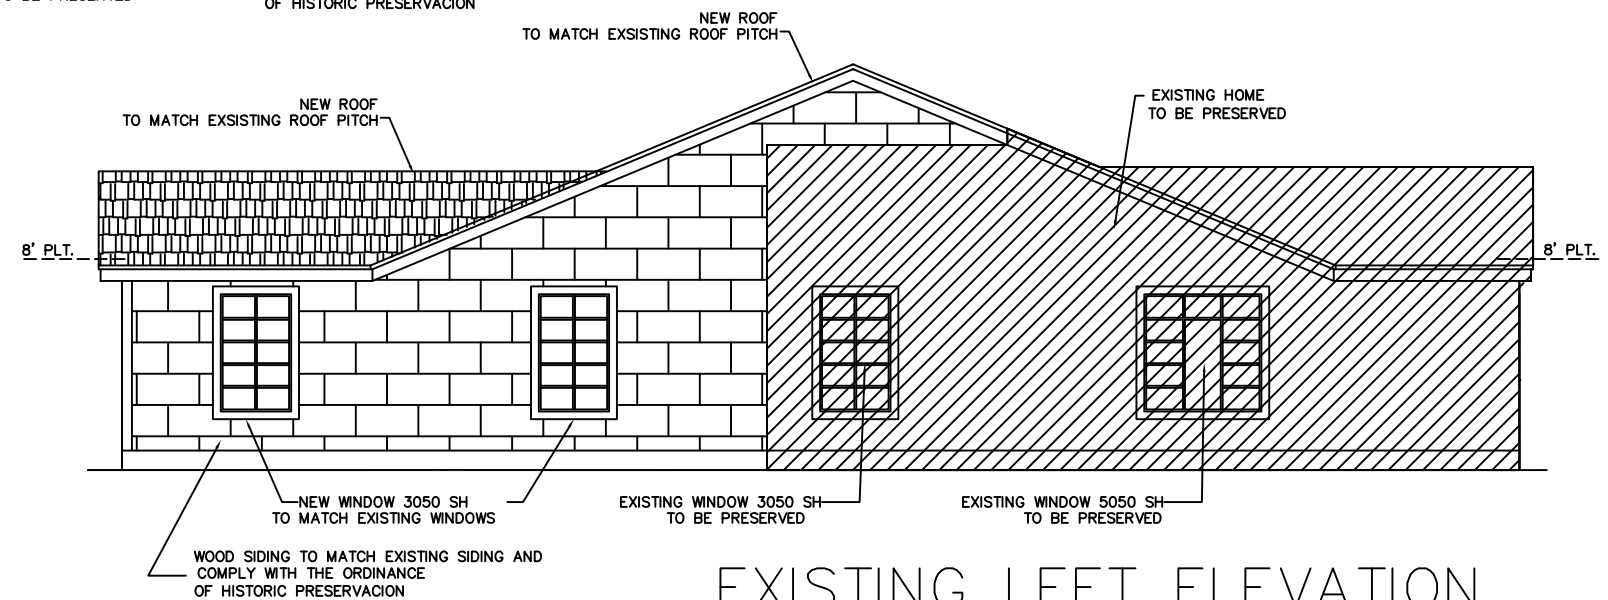 TO BE PRESERVED
OF HISTORIC PRESERVACION
NEW ROOF
TO MATCH EXSISTING ROOF PITCH
NEW ROOF
TO MATCH EXSISTING ROOF PITCH
EXISTING HOME
TO BE PRESERVED
8' PLT.
8' PLT.
NEW WINDOW 3050 SH
TO MATCH EXISTING WINDOWS
EXISTING WINDOW 3050 SH
TO BE PRESERVED
EXISTING WINDOW 5050 SH
TO BE PRESERVED
WOOD SIDING TO MATCH EXISTING SIDING AND
COMPLY WITH THE ORDINANCE
OF HISTORIC PRESERVACION
EXISTING LEFT ELEVATION